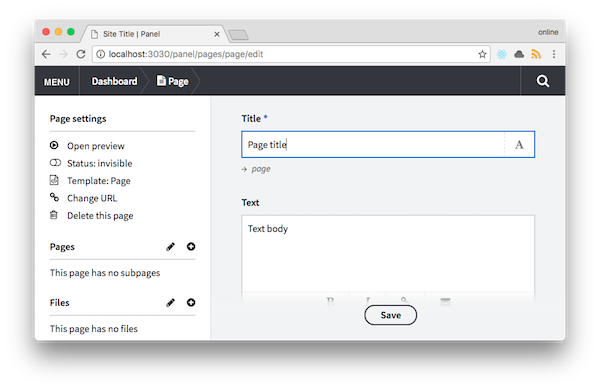 Site Title | Panel
online
localhost:3030/panel/pages/page/edit
MENU
Dashboard
Page
Page settings
Open preview
Status: invisible
Template: Page
Change URL
Delete this page
Pages
This page has no subpages
Files
This page has no files
Title *
Page title
A
→ page
Text
Text body
Save